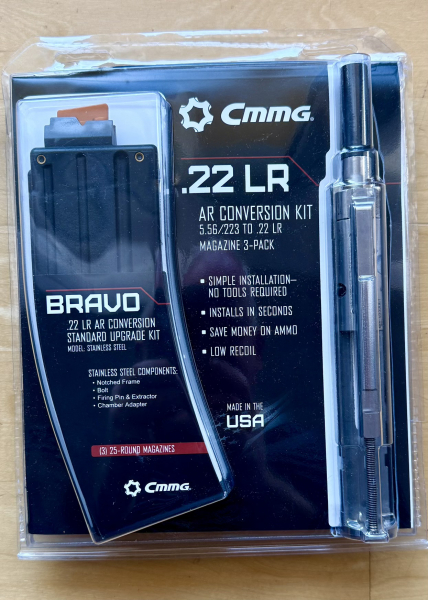 CMMG.
.22 LR
AR CONVERSION KIT
5.56/.223 TO .22 LR
MAGAZINE 3-PACK
▪ SIMPLE INSTALLATION—
NO TOOLS REQUIRED
▪ INSTALLS IN SECONDS
▪ SAVE MONEY ON AMMO
▪ LOW RECOIL
MADE IN THE
USA
BRAVO
.22 LR AR CONVERSION
STANDARD UPGRADE KIT
MODEL: STAINLESS STEEL
STAINLESS STEEL COMPONENTS:
• Notched Frame
• Bolt
• Firing Pin & Extractor
• Chamber Adapter
(3) 25-ROUND MAGAZINES
CMMG.